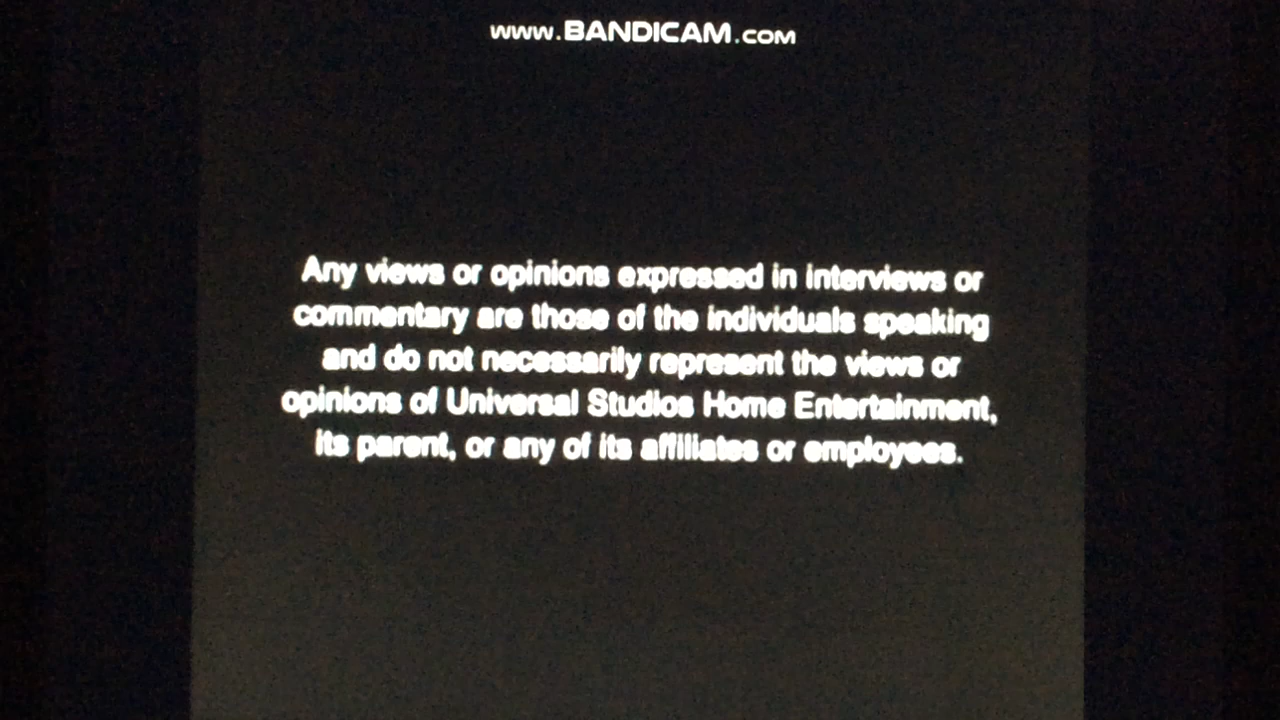 www.BANDICAM.COM
Any views or opinions expressed in interviews or
commentary are those of the individuals speaking
and do not necessarily represent the views or
opinions of Universal Studios Home Entertainment,
its parent, or any of its affiliates or employees.